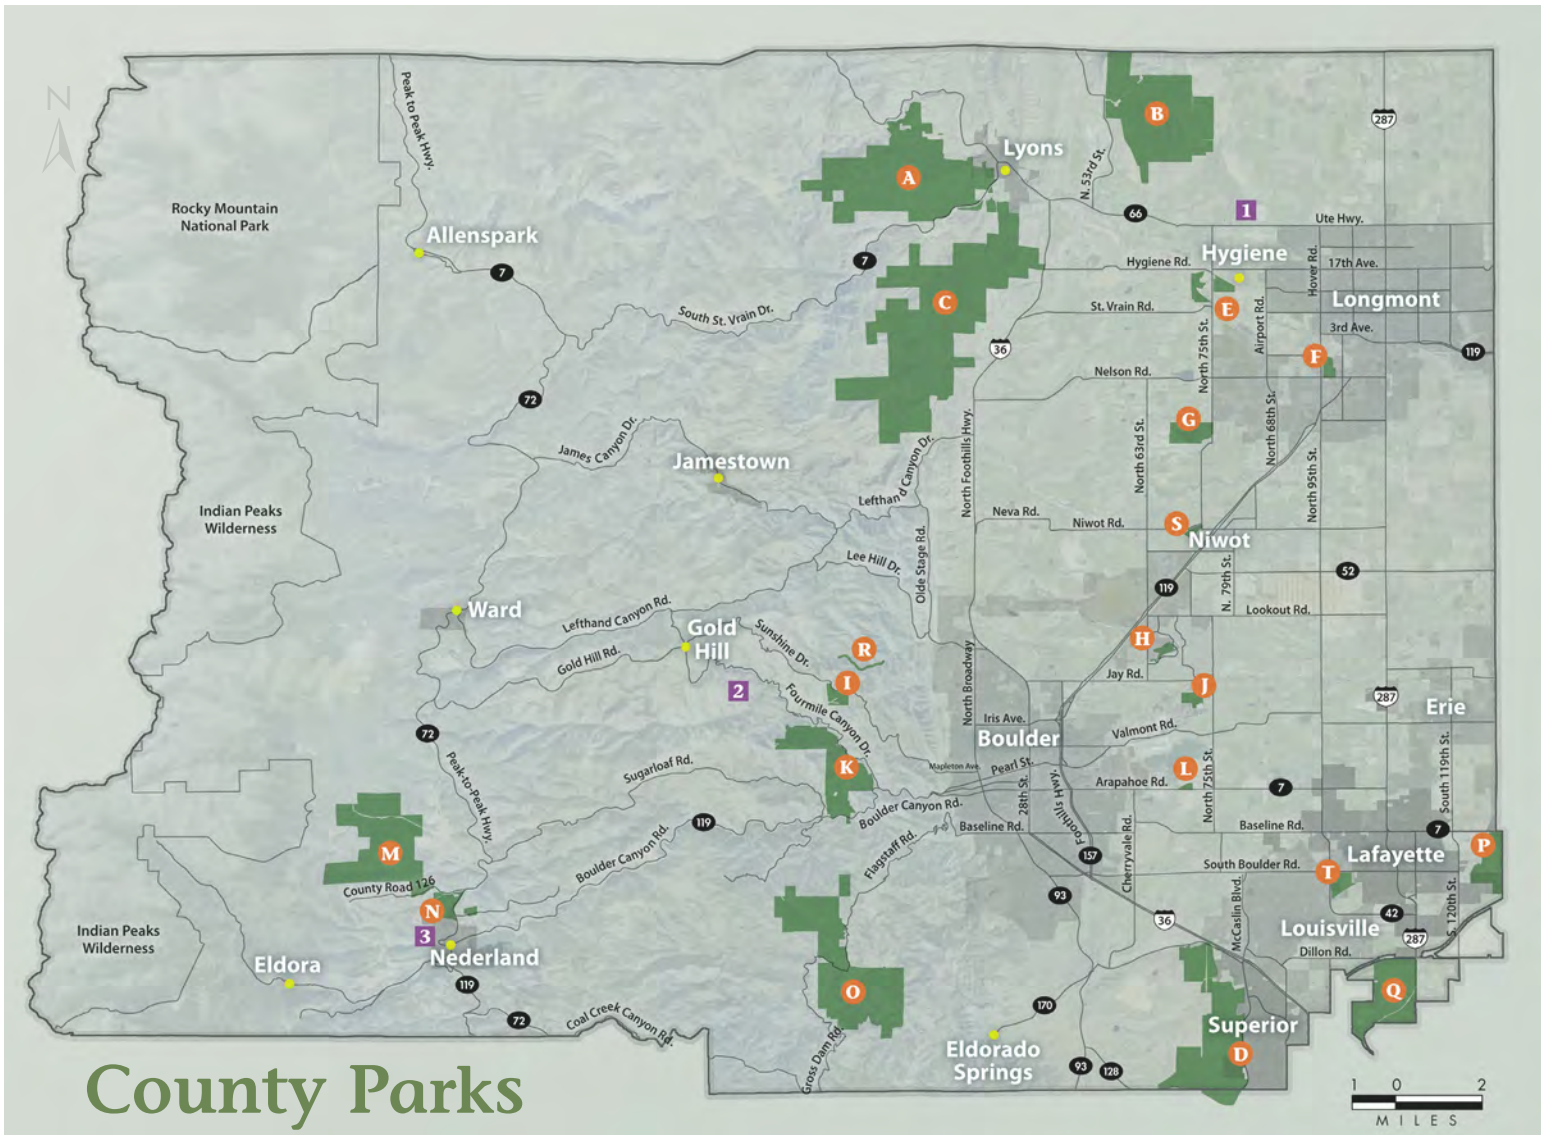 N
B
287
Lyons
Peak to Peak Hwy.
N. 53rd St.
A
Rocky Mountain
National Park
66
1
Ute Hwy.
Allenspark
Hygiene
7
7
Hygiene Rd.
Hover Rd.
17th Ave.
C
Longmont
South St. Vrain Dr.
St. Vrain Rd.
E
Airport Rd.
3rd Ave.
36
North 75th St.
F
119
Nelson Rd.
72
North 68th St.
G
James Canyon Dr.
North Foothills Hwy.
North 63rd St.
Jamestown
Lefthand Canyon Dr.
North 95th St.
Indian Peaks
Wilderness
Neva Rd.
Niwot Rd.
S
Niwot
Olde Stage Rd.
Lee Hill Dr.
52
119
N. 79th St.
Ward
Lefthand Canyon Rd.
Lookout Rd.
Gold
Hill
Sunshine Dr.
R
H
Gold Hill Rd.
Jay Rd.
I
J
2
North Broadway
287
Erie
Fourmile Canyon Dr.
Iris Ave.
72
Boulder
Valmont Rd.
Peak-to-Peak Hwy.
Sugarloaf Rd.
K
Mapleton Ave.
Pearl St.
L
South 119th St.
Arapahoe Rd.
North 75th St.
7
28th St.
Foothills Hwy.
Boulder Canyon Rd.
119
Baseline Rd.
Baseline Rd.
7
M
Boulder Canyon Rd.
Flagstaff Rd.
157
Cherryvale Rd.
South Boulder Rd.
Lafayette
P
T
County Road 126
93
McCaslin Blvd.
S. 120th St.
N
36
42
Indian Peaks
Wilderness
3
Louisville
287
Nederland
Dillon Rd.
Eldora
119
O
Q
170
72
Coal Creek Canyon Rd.
Superior
Eldorado
Springs
D
Gross Dam Rd.
93
128
County Parks
1 0 2
MILES